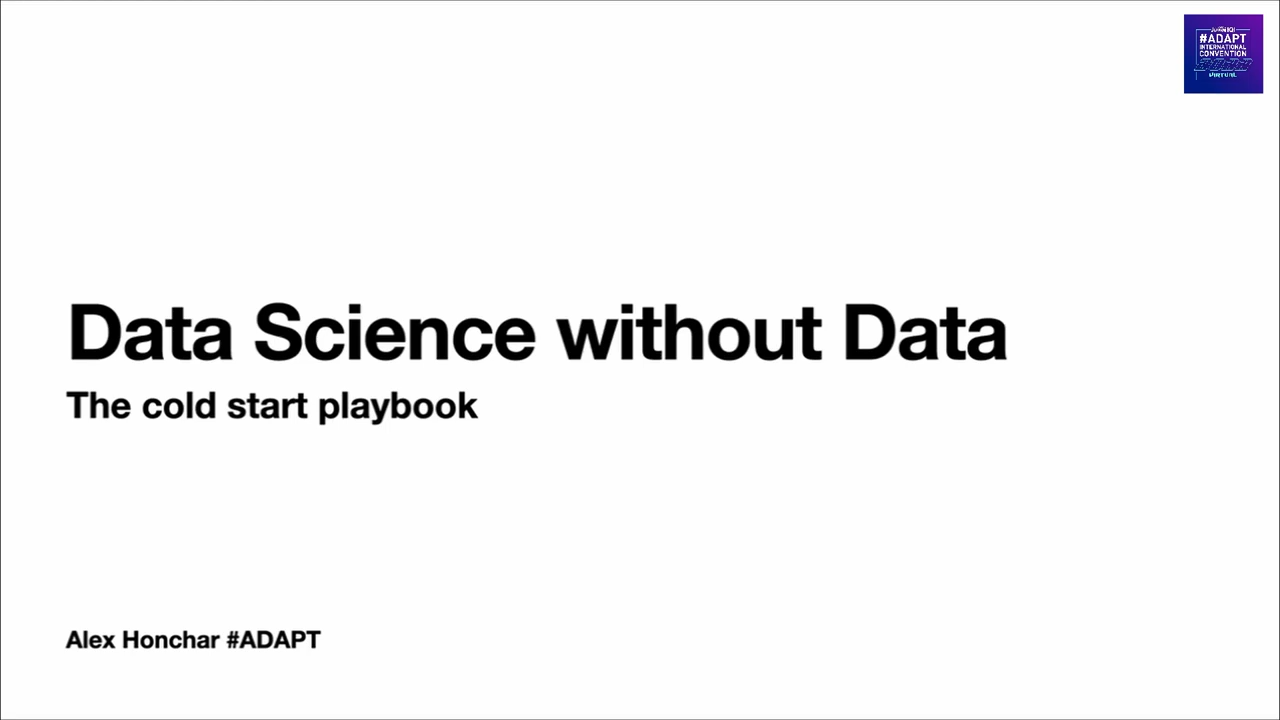 #ADAPT
INTERNATIONAL
CONVENTION
VIRTUAL
Data Science without Data
The cold start playbook
Alex Honchar #ADAPT